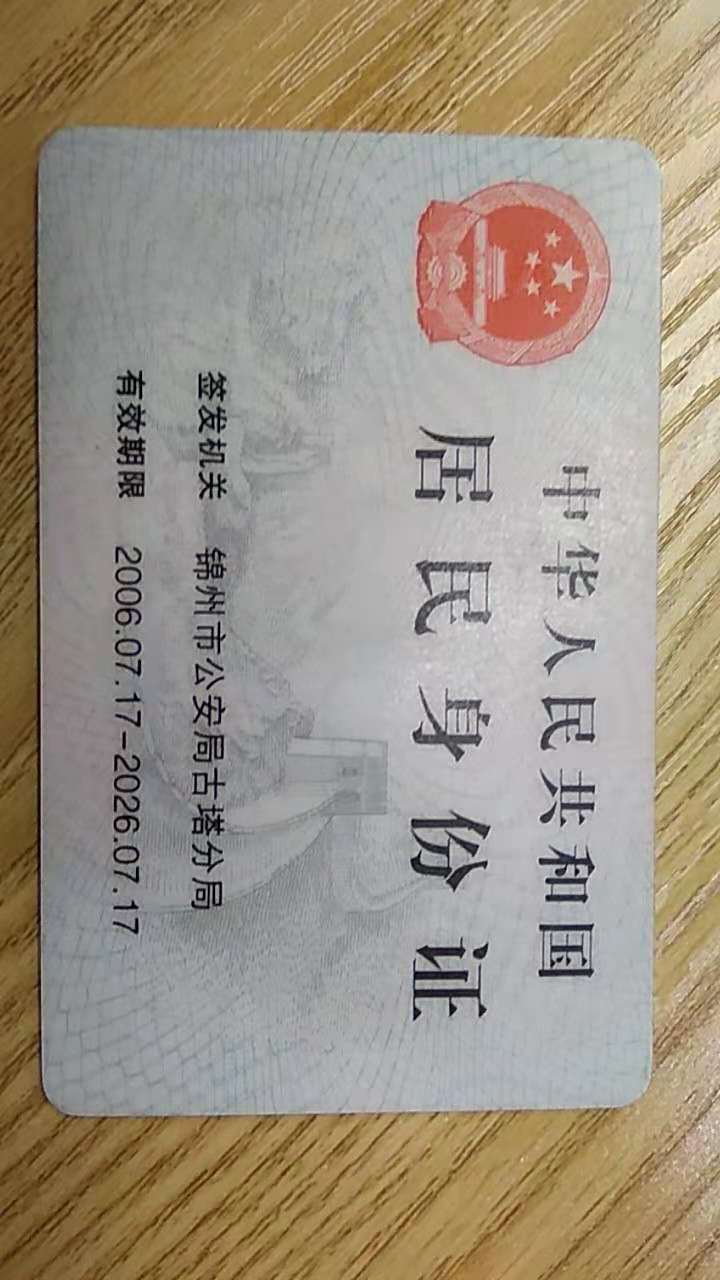 中华人民共和国
居民身份证
签发机关 锦州市公安局古塔分局
有效期限 2006.07.17-2026.07.17